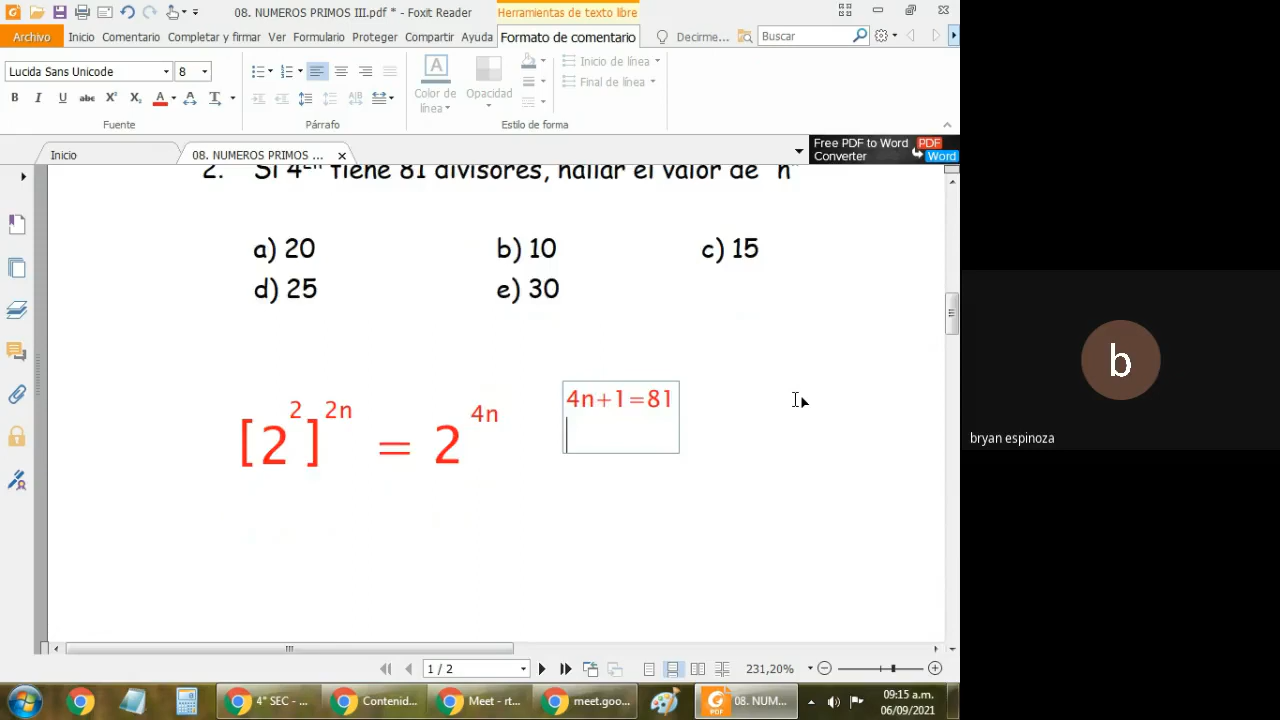 08. NUMEROS PRIMOS III.pdf * - Foxit Reader
Herramientas de texto libre
Archivo Inicio Comentario Completar y firmar Ver Formulario Proteger Compartir Ayuda Formato de comentario Decirme... Buscar
Lucida Sans Unicode 8
Color de línea
Opacidad
Inicio de línea
Final de línea
Fuente Párrafo Estilo de forma
Inicio 08. NUMEROS PRIMOS ...
Free PDF to Word Converter PDF Word
2. Si 4²ⁿ tiene 81 divisores, hallar el valor de "n"
a) 20 b) 10 c) 15
d) 25 e) 30
4n+1=81
[2²]²ⁿ = 2⁴ⁿ
b
bryan espinoza
1 / 2 231,20%
4° SEC - ... Contenid... Meet - rt... meet.goo... 08. NUM...
09:15 a.m.
06/09/2021